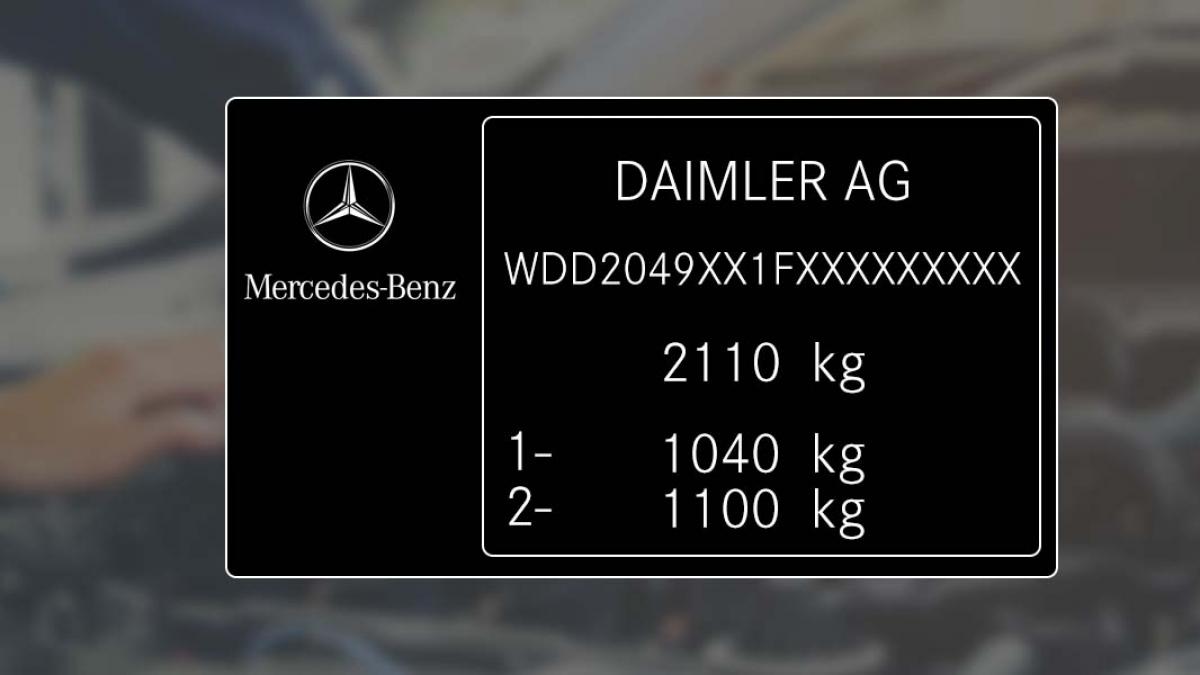 Mercedes-Benz
DAIMLER AG
WDD2049XX1FXXXXXXXXX
2110 kg
1- 1040 kg
2- 1100 kg